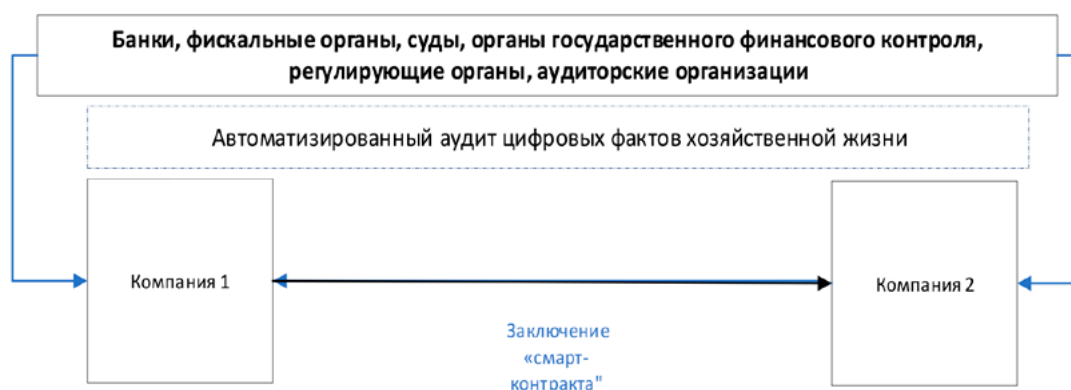 Банки, фискальные органы, суды, органы государственного финансового контроля,
регулирующие органы, аудиторские организации
Автоматизированный аудит цифровых фактов хозяйственной жизни
Компания 1
Компания 2
Заключение
«смарт-
контракта"